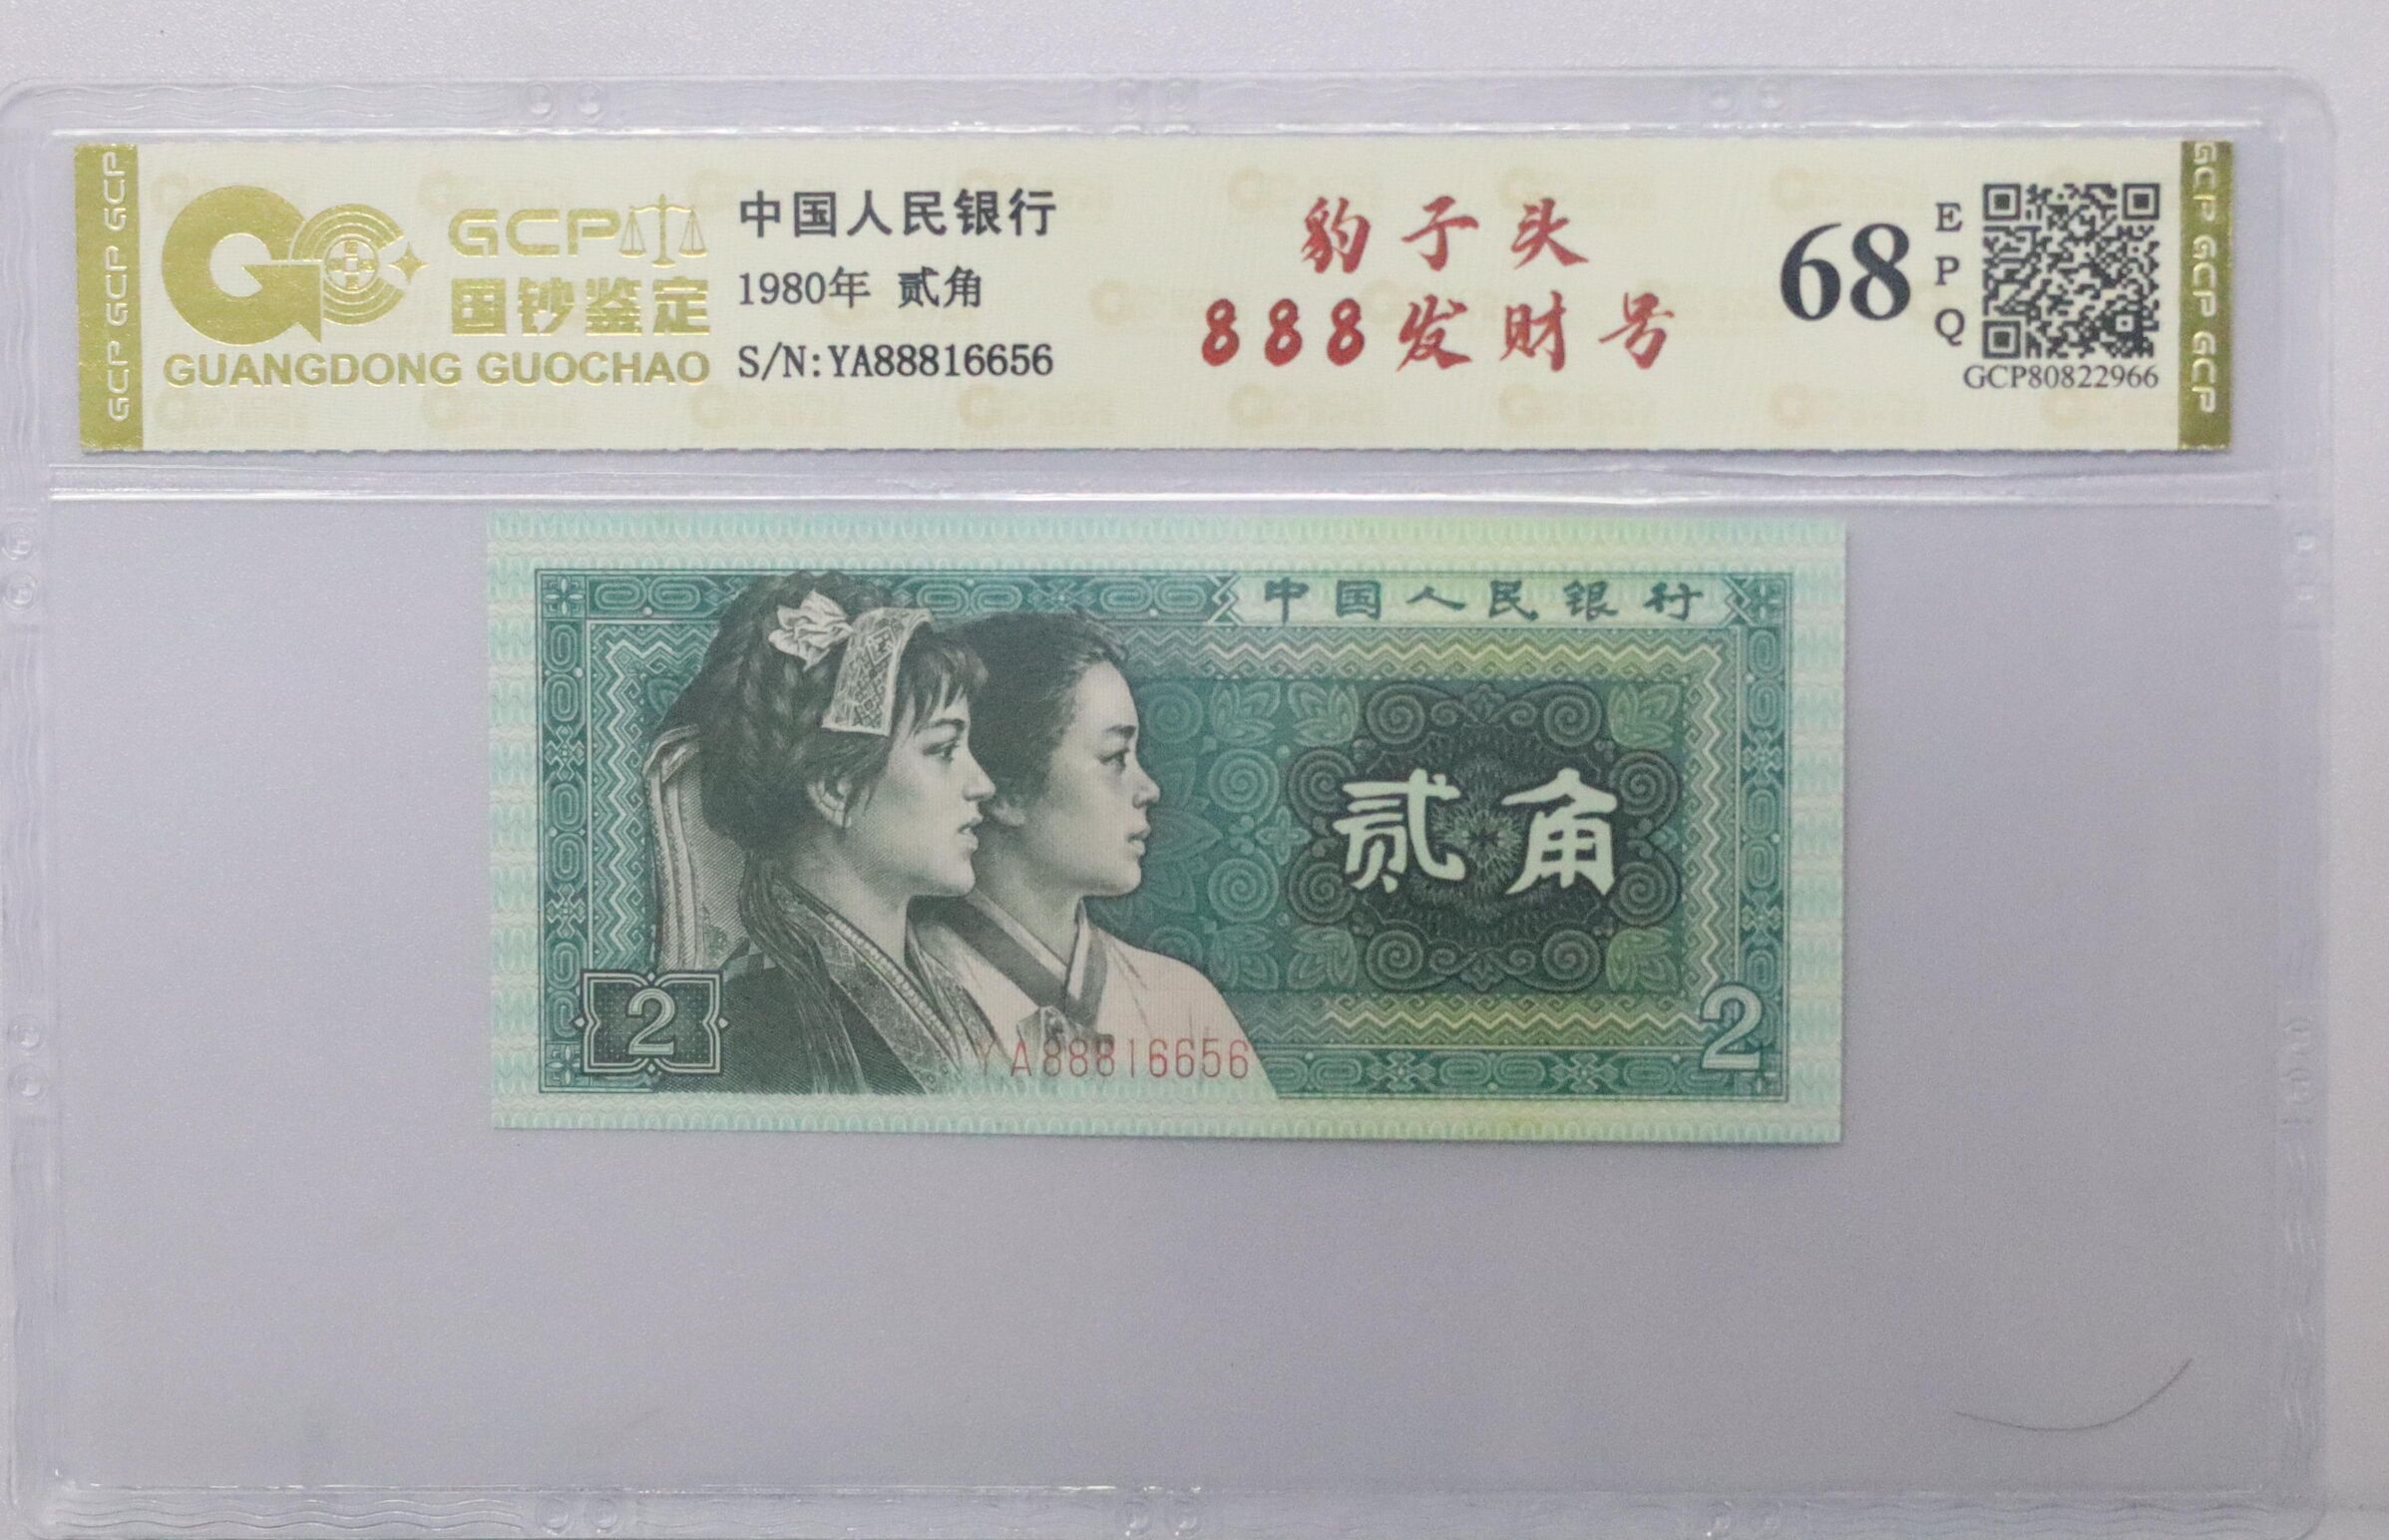 GCP GCP GCP
GCP
国钞鉴定
GUANGDONG GUOCHAO
中国人民银行
1980年 贰角
S/N:YA88816656
豹子头
888发财号
68
E
P
Q
GCP80822966
GCP GCP GCP
中国人民银行
贰角
2
YA88816656
2